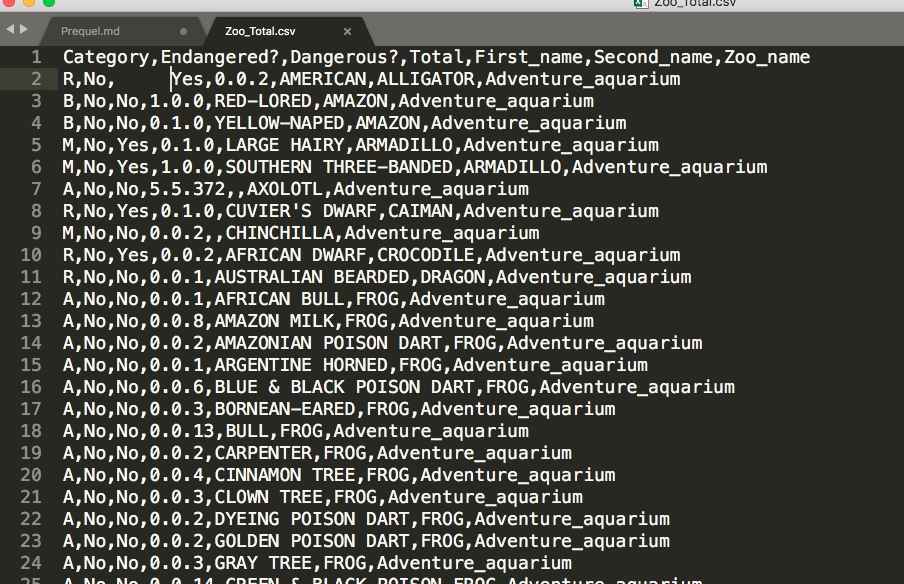 Zoo_Total.csv
Prequel.md
Zoo_Total.csv
1 Category,Endangered?,Dangerous?,Total,First_name,Second_name,Zoo_name
2 R,No,     Yes,0.0.2,AMERICAN,ALLIGATOR,Adventure_aquarium
3 B,No,No,1.0.0,RED-LORED,AMAZON,Adventure_aquarium
4 B,No,No,0.1.0,YELLOW-NAPED,AMAZON,Adventure_aquarium
5 M,No,Yes,0.1.0,LARGE HAIRY,ARMADILLO,Adventure_aquarium
6 M,No,Yes,1.0.0,SOUTHERN THREE-BANDED,ARMADILLO,Adventure_aquarium
7 A,No,No,5.5.372,,AXOLOTL,Adventure_aquarium
8 R,No,Yes,0.1.0,CUVIER'S DWARF,CAIMAN,Adventure_aquarium
9 M,No,No,0.0.2,,CHINCHILLA,Adventure_aquarium
10 R,No,Yes,0.0.2,AFRICAN DWARF,CROCODILE,Adventure_aquarium
11 R,No,No,0.0.1,AUSTRALIAN BEARDED,DRAGON,Adventure_aquarium
12 A,No,No,0.0.1,AFRICAN BULL,FROG,Adventure_aquarium
13 A,No,No,0.0.8,AMAZON MILK,FROG,Adventure_aquarium
14 A,No,No,0.0.2,AMAZONIAN POISON DART,FROG,Adventure_aquarium
15 A,No,No,0.0.1,ARGENTINE HORNED,FROG,Adventure_aquarium
16 A,No,No,0.0.6,BLUE & BLACK POISON DART,FROG,Adventure_aquarium
17 A,No,No,0.0.3,BORNEAN-EARED,FROG,Adventure_aquarium
18 A,No,No,0.0.13,BULL,FROG,Adventure_aquarium
19 A,No,No,0.0.2,CARPENTER,FROG,Adventure_aquarium
20 A,No,No,0.0.4,CINNAMON TREE,FROG,Adventure_aquarium
21 A,No,No,0.0.3,CLOWN TREE,FROG,Adventure_aquarium
22 A,No,No,0.0.2,DYEING POISON DART,FROG,Adventure_aquarium
23 A,No,No,0.0.2,GOLDEN POISON DART,FROG,Adventure_aquarium
24 A,No,No,0.0.3,GRAY TREE,FROG,Adventure_aquarium
25 A,No,No,0.0.14,GREEN & BLACK POISON,FROG,Adventure_aquarium